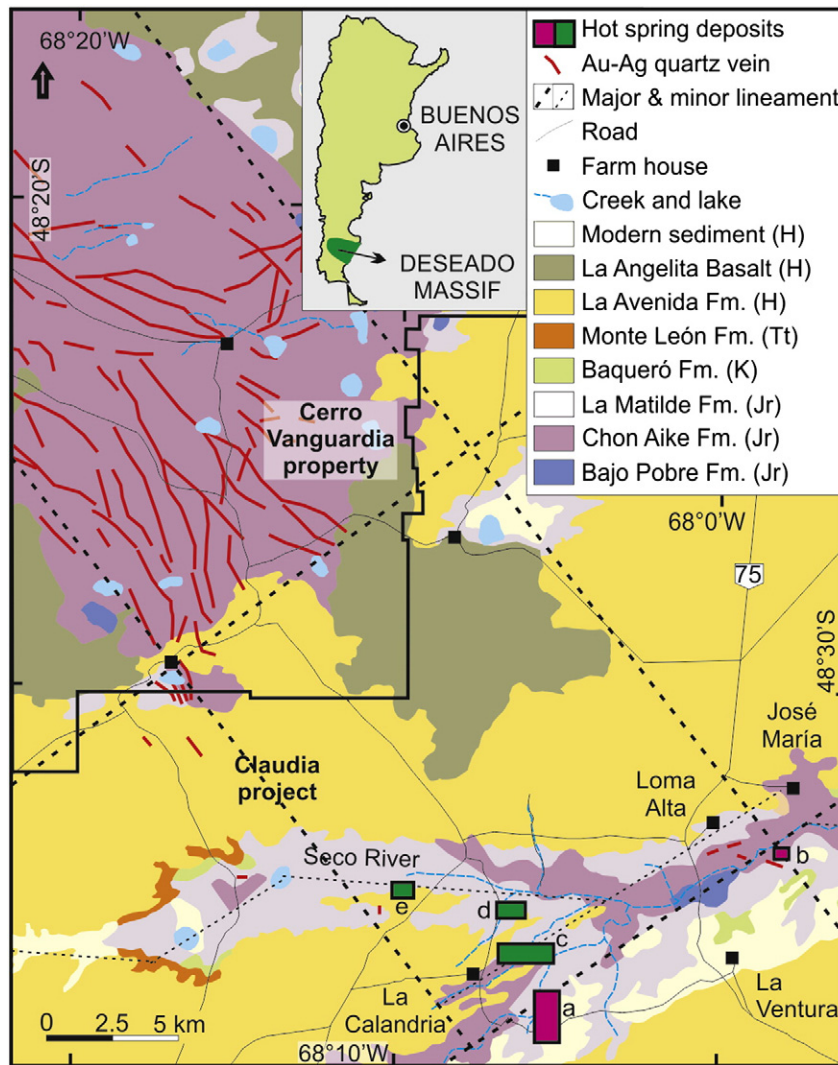 68°20'W
48°20'S
BUENOS
AIRES
DESEADO
MASSIF
Hot spring deposits
Au-Ag quartz vein
Major & minor lineament
Road
Farm house
Creek and lake
Modern sediment (H)
La Angelita Basalt (H)
La Avenida Fm. (H)
Monte León Fm. (Tt)
Baqueró Fm. (K)
La Matilde Fm. (Jr)
Chon Aike Fm. (Jr)
Bajo Pobre Fm. (Jr)
Cerro
Vanguardia
property
68°0'W
75
48°30'S
José
María
Loma
Alta
Claudia
project
Seco River
b
e
d
c
a
La
Calandria
La
Ventura
0 2.5 5 km
68°10'W